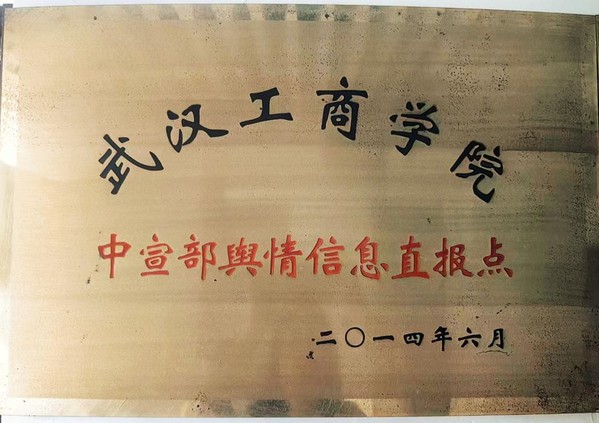 武汉工商学院
中宣部舆情信息直报点
二〇一四年六月